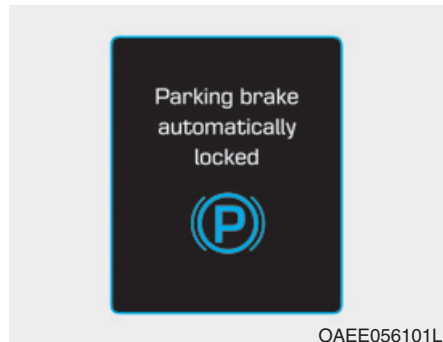 Parking brake
automatically
locked
P
OAEE056101L